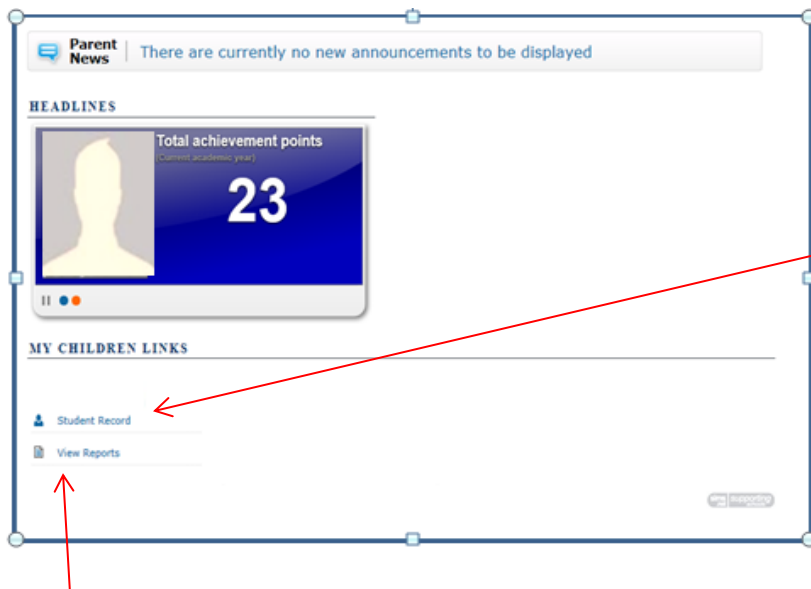 Parent News
There are currently no new announcements to be displayed
HEADLINES
Total achievement points
(Current academic year)
23
MY CHILDREN LINKS
Student Record
View Reports
supporting